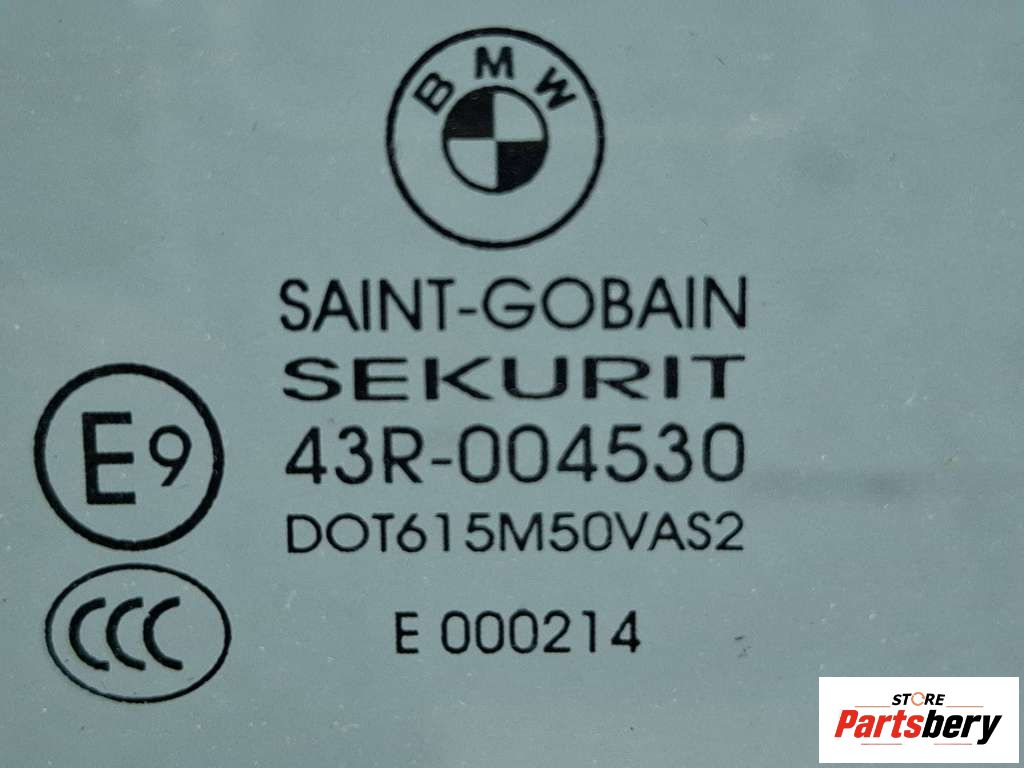 BMW
SAINT-GOBAIN
SEKURIT
E9
43R-004530
DOT615M50VAS2
CCC
E 000214
STORE
Partsbery